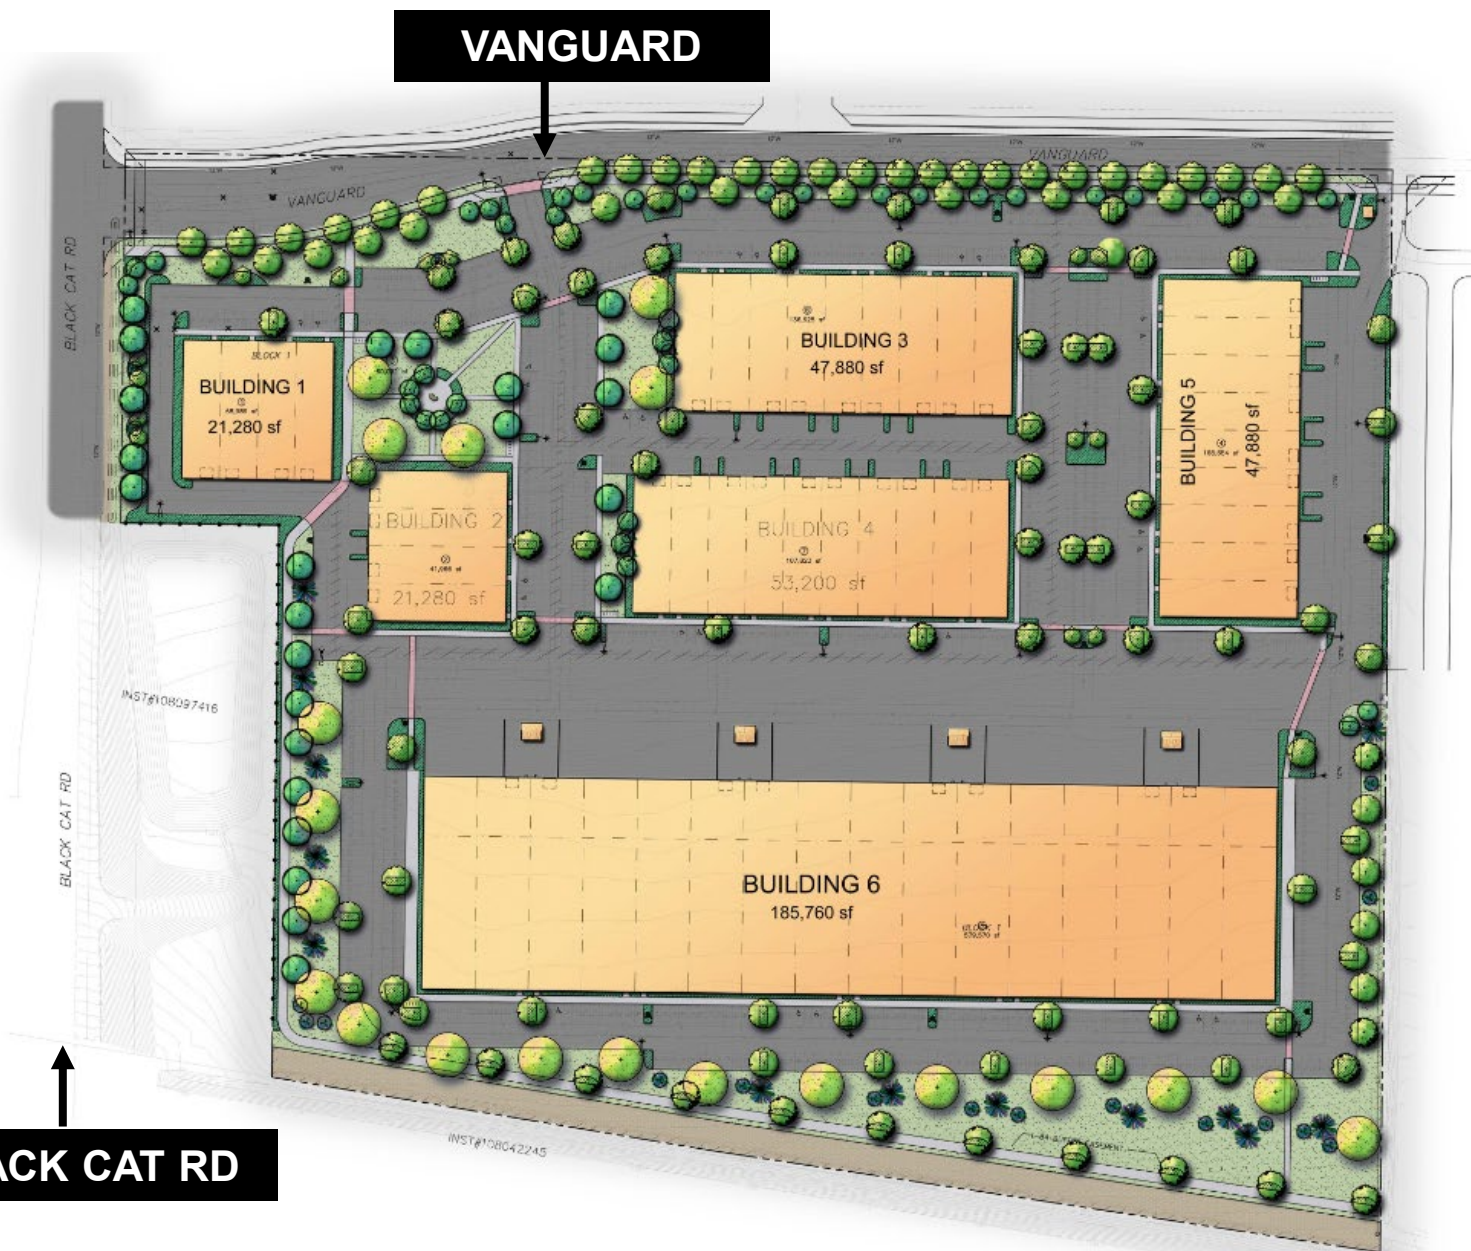 VANGUARD
VANGUARD
VANGUARD
BLACK CAT RD
BLOCK 1
BUILDING 1
21,280 sf
BUILDING 2
21,280 sf
BUILDING 3
47,880 sf
BUILDING 4
53,200 sf
BUILDING 5
47,880 sf
INST#108097416
BLACK CAT RD
BUILDING 6
185,760 sf
INST#108042245
ACK CAT RD